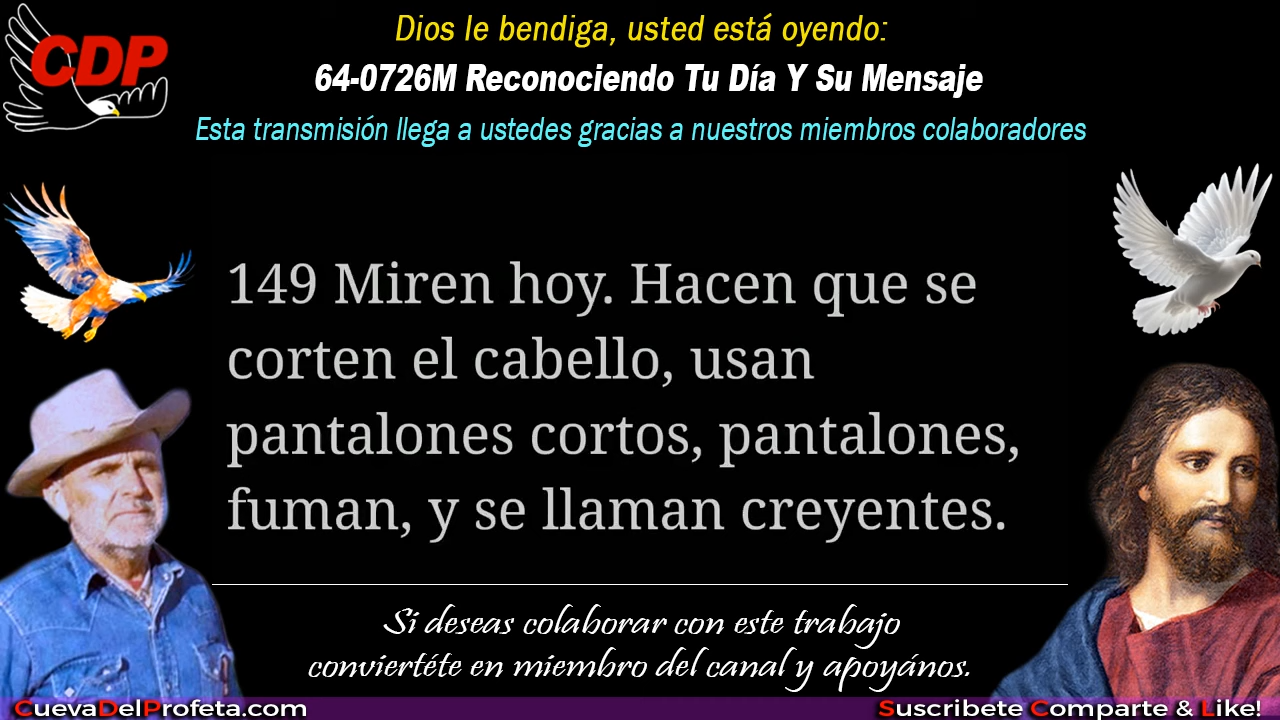 CDP
Dios le bendiga, usted está oyendo:
64-0726M Reconociendo Tu Día Y Su Mensaje
Esta transmisión llega a ustedes gracias a nuestros miembros colaboradores
149 Miren hoy. Hacen que se
corten el cabello, usan
pantalones cortos, pantalones,
fuman, y se llaman creyentes.
Si deseas colaborar con este trabajo
conviertéte en miembro del canal y apoyános.
CuevaDelProfeta.com
Suscribete Comparte & Like!